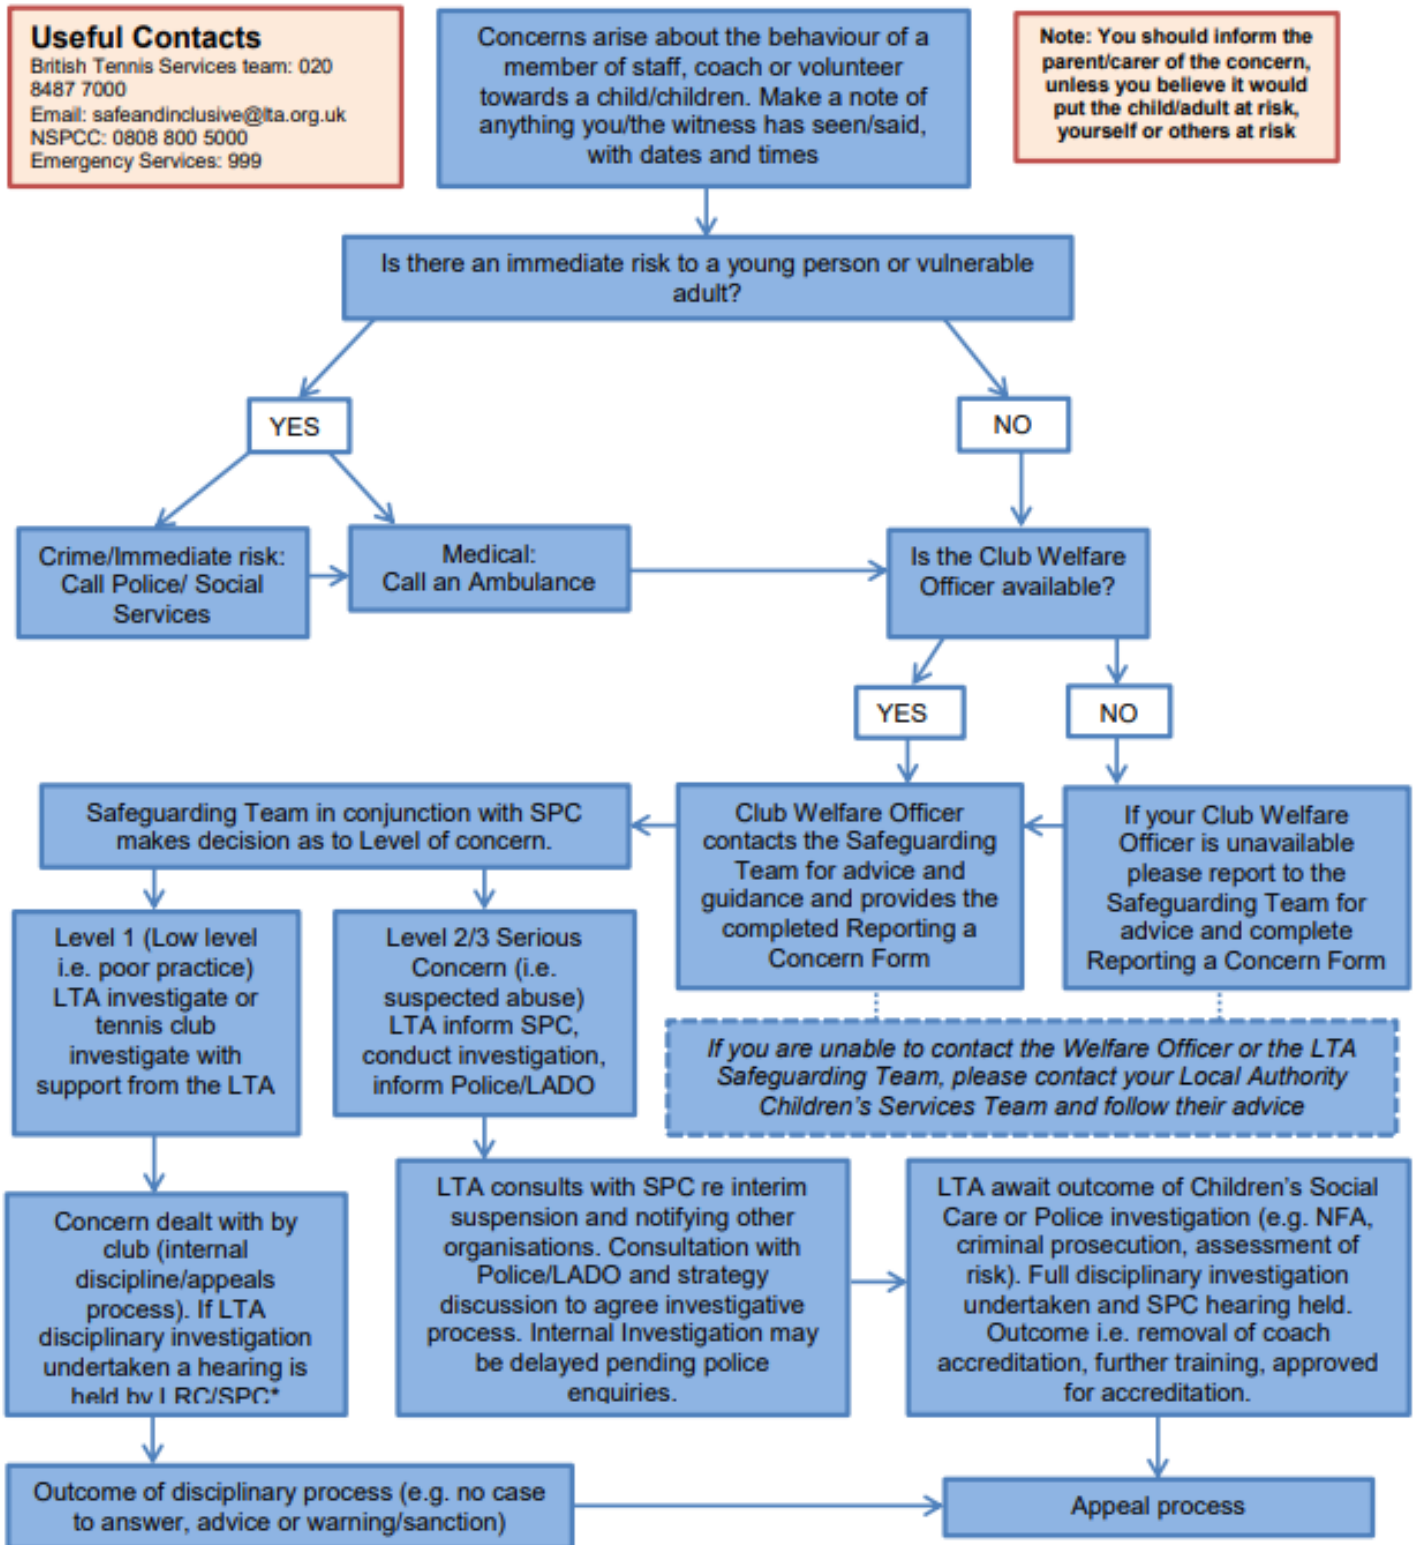 Useful Contacts
British Tennis Services team: 020
8487 7000
Email: safeandinclusive@lta.org.uk
NSPCC: 0808 800 5000
Emergency Services: 999
Concerns arise about the behaviour of a
member of staff, coach or volunteer
towards a child/children. Make a note of
anything you/the witness has seen/said,
with dates and times
Note: You should inform the
parent/carer of the concern,
unless you believe it would
put the child/adult at risk,
yourself or others at risk
Is there an immediate risk to a young person or vulnerable
adult?
YES
NO
Crime/Immediate risk:
Call Police/ Social
Services
Medical:
Call an Ambulance
Is the Club Welfare
Officer available?
YES
NO
Safeguarding Team in conjunction with SPC
makes decision as to Level of concern.
Club Welfare Officer
contacts the Safeguarding
Team for advice and
guidance and provides the
completed Reporting a
Concern Form
If your Club Welfare
Officer is unavailable
please report to the
Safeguarding Team for
advice and complete
Reporting a Concern Form
Level 1 (Low level
i.e. poor practice)
LTA investigate or
tennis club
investigate with
support from the LTA
Level 2/3 Serious
Concern (i.e.
suspected abuse)
LTA inform SPC,
conduct investigation,
inform Police/LADO
If you are unable to contact the Welfare Officer or the LTA
Safeguarding Team, please contact your Local Authority
Children's Services Team and follow their advice
Concern dealt with by
club (internal
discipline/appeals
process). If LTA
disciplinary investigation
undertaken a hearing is
held by LRC/SPC*
LTA consults with SPC re interim
suspension and notifying other
organisations. Consultation with
Police/LADO and strategy
discussion to agree investigative
process. Internal Investigation may
be delayed pending police
enquiries.
LTA await outcome of Children's Social
Care or Police investigation (e.g. NFA,
criminal prosecution, assessment of
risk). Full disciplinary investigation
undertaken and SPC hearing held.
Outcome i.e. removal of coach
accreditation, further training, approved
for accreditation.
Outcome of disciplinary process (e.g. no case
to answer, advice or warning/sanction)
Appeal process